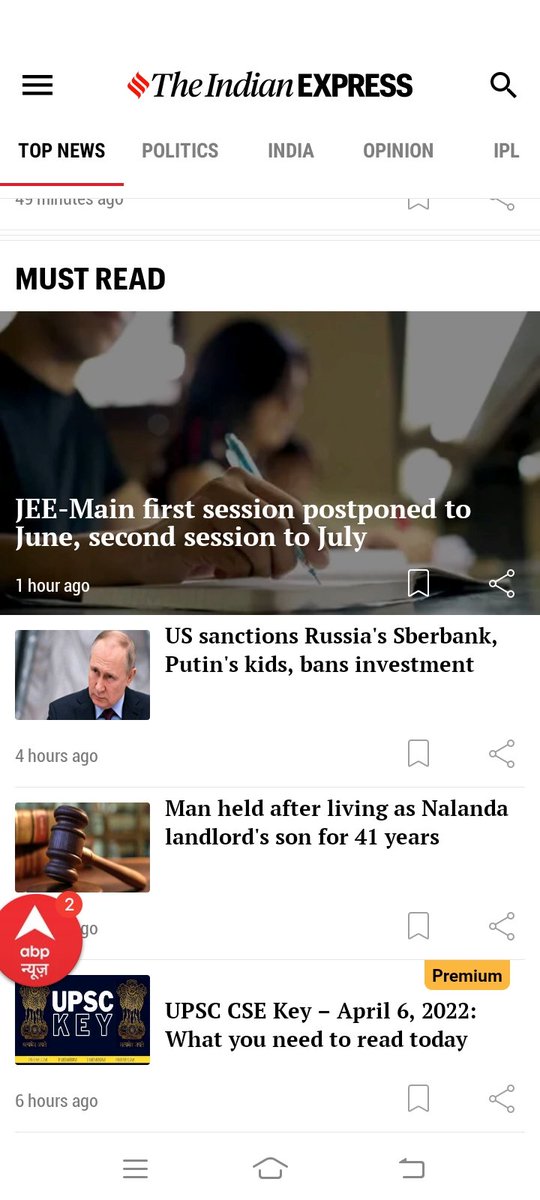 The Indian EXPRESS
TOP NEWS POLITICS INDIA OPINION IPL
49 minutes ago
MUST READ
JEE-Main first session postponed to
June, second session to July
1 hour ago
US sanctions Russia's Sberbank,
Putin's kids, bans investment
4 hours ago
Man held after living as Nalanda
landlord's son for 41 years
go
2
abp
न्यूज़
Premium
UPSC
KEY
UPSC CSE Key – April 6, 2022:
What you need to read today
6 hours ago